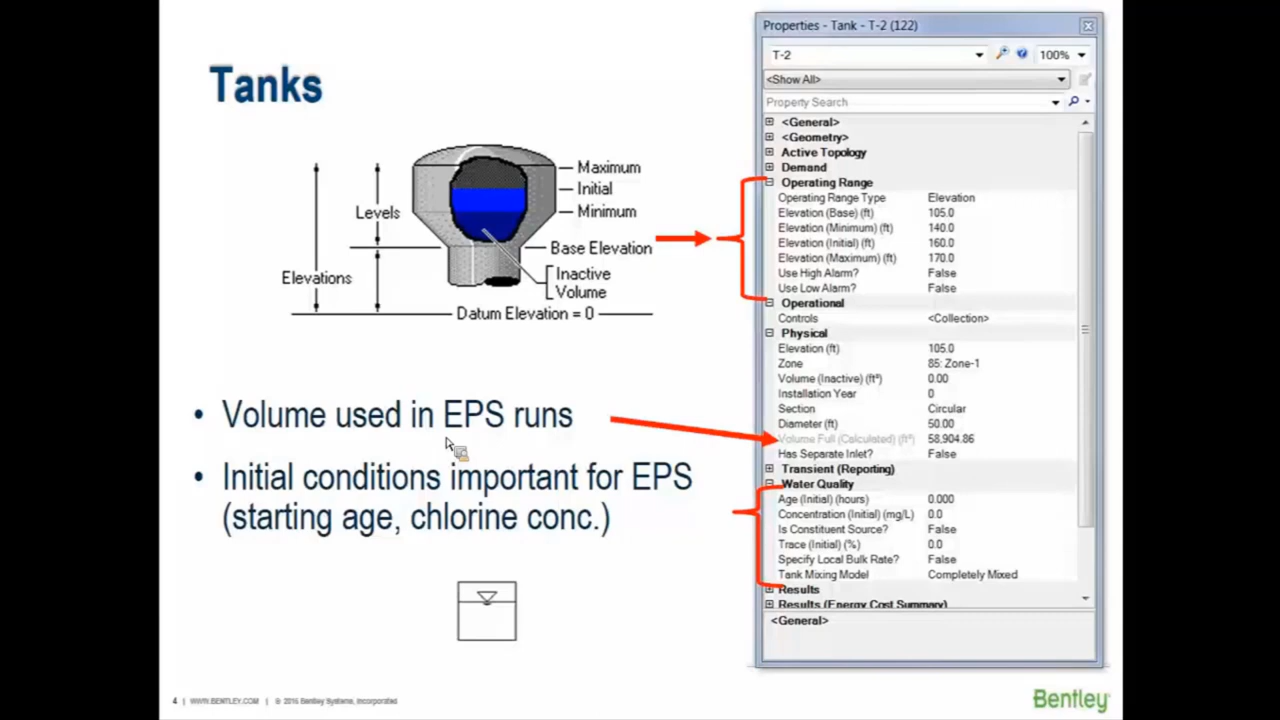 Tanks
Maximum
Initial
Levels
Minimum
Base Elevation
Elevations
Inactive
Volume
Datum Elevation = 0
• Volume used in EPS runs
• Initial conditions important for EPS
(starting age, chlorine conc.)
Properties - Tank - T-2 (122)
T-2 100%
<Show All>
Property Search
<General>
<Geometry>
Active Topology
Demand
Operating Range
Operating Range Type Elevation
Elevation (Base) (ft) 105.0
Elevation (Minimum) (ft) 140.0
Elevation (Initial) (ft) 160.0
Elevation (Maximum) (ft) 170.0
Use High Alarm? False
Use Low Alarm? False
Operational
Controls <Collection>
Physical
Elevation (ft) 105.0
Zone 85: Zone-1
Volume (Inactive) (ft³) 0.00
Installation Year 0
Section Circular
Diameter (ft) 50.00
Volume Full (Calculated) (ft³) 58,904.86
Has Separate Inlet? False
Transient (Reporting)
Water Quality
Age (Initial) (hours) 0.000
Concentration (Initial) (mg/L) 0.0
Is Constituent Source? False
Trace (Initial) (%) 0.0
Specify Local Bulk Rate? False
Tank Mixing Model Completely Mixed
Results
Results (Energy Cost Summary)
<General>
4 | WWW.BENTLEY.COM | © 2016 Bentley Systems, Incorporated
Bentley